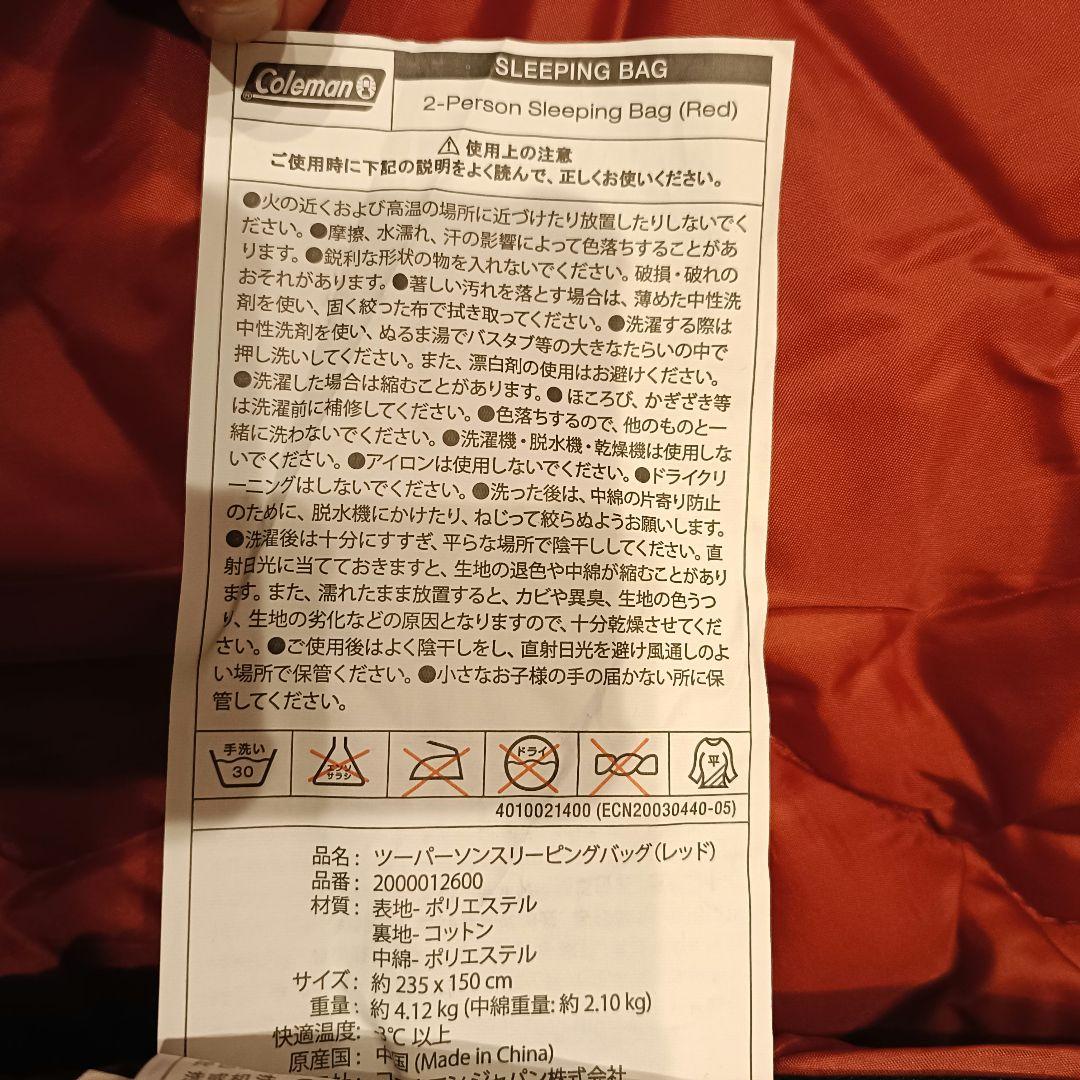 Coleman
SLEEPING BAG
2-Person Sleeping Bag (Red)
⚠ 使用上の注意
ご使用時に下記の説明をよく読んで、正しくお使いください。
●火の近くおよび高温の場所に近づけたり放置したりしないでく
ださい。●摩擦、水濡れ、汗の影響によって色落ちすることがあ
ります。●鋭利な形状の物を入れないでください。破損・破れの
おそれがあります。●著しい汚れを落とす場合は、薄めた中性洗
剤を使い、固く絞った布で拭き取ってください。●洗濯する際は
中性洗剤を使い、ぬるま湯でバスタブ等の大きなたらいの中で
押し洗いしてください。また、漂白剤の使用はお避けください。
●洗濯した場合は縮むことがあります。●ほころび、かぎざき等
は洗濯前に補修してください。●色落ちするので、他のものと一
緒に洗わないでください。●洗濯機・脱水機・乾燥機は使用しな
いでください。●アイロンは使用しないでください。●ドライクリ
ーニングはしないでください。●洗った後は、中綿の片寄り防止
のために、脱水機にかけたり、ねじって絞らぬようお願いします。
●洗濯後は十分にすすぎ、平らな場所で陰干ししてください。直
射日光に当てておきますと、生地の退色や中綿が縮むことがあり
ます。また、濡れたまま放置すると、カビや異臭、生地の色うつ
り、生地の劣化などの原因となりますので、十分乾燥させてくだ
さい。●ご使用後はよく陰干しをし、直射日光を避け風通しのよ
い場所で保管ください。●小さなお子様の手の届かない所に保
管してください。
手洗い 30 エンソ サラシ ドライ 平
4010021400 (ECN20030440-05)
品名: ツーパーソンスリーピングバッグ(レッド)
品番: 2000012600
材質: 表地- ポリエステル
裏地- コットン
中綿- ポリエステル
サイズ: 約 235 x 150 cm
重量: 約 4.12 kg (中綿重量: 約 2.10 kg)
快適温度: 3℃ 以上
原産国: 中国 (Made in China)
コールマン ジャパン株式会社